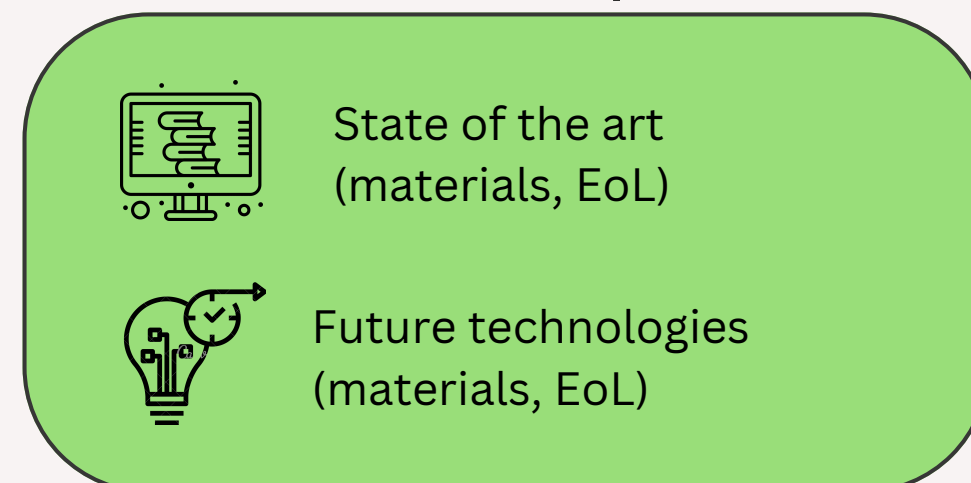 State of the art
(materials, EoL)
Future technologies
(materials, EoL)